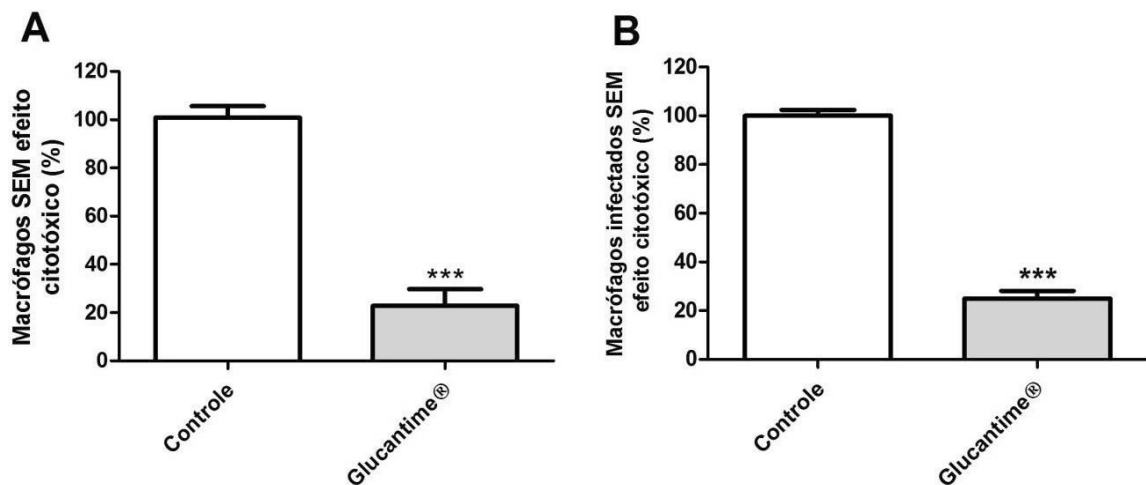 A
Macrófagos SEM efeito
citotóxico (%)
120
100
80
60
40
20
0
***
Controle
Glucantime®
B
Macrófagos infectados SEM
efeito citotóxico (%)
120
100
80
60
40
20
0
***
Controle
Glucantime®